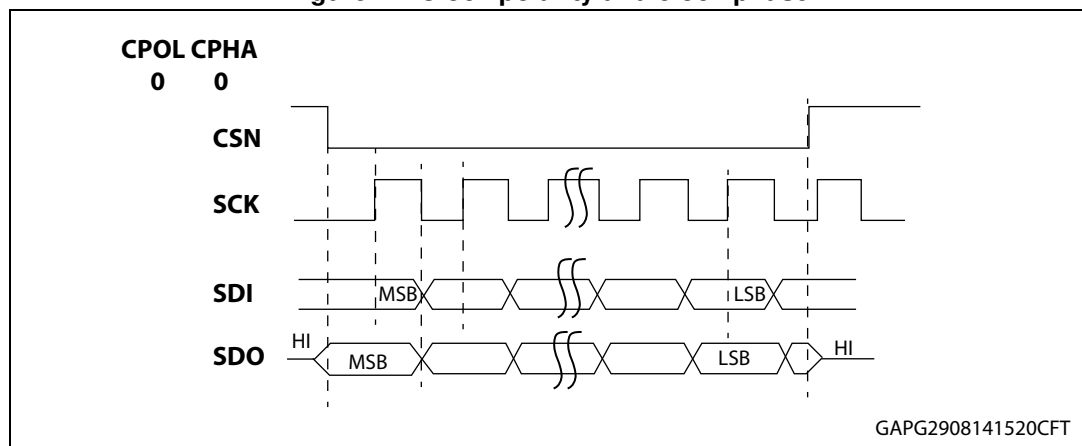 CPOL CPHA
0 0
CSN
SCK
SDI
MSB
LSB
SDO
HI
MSB
LSB
HI
GAPG2908141520CFT